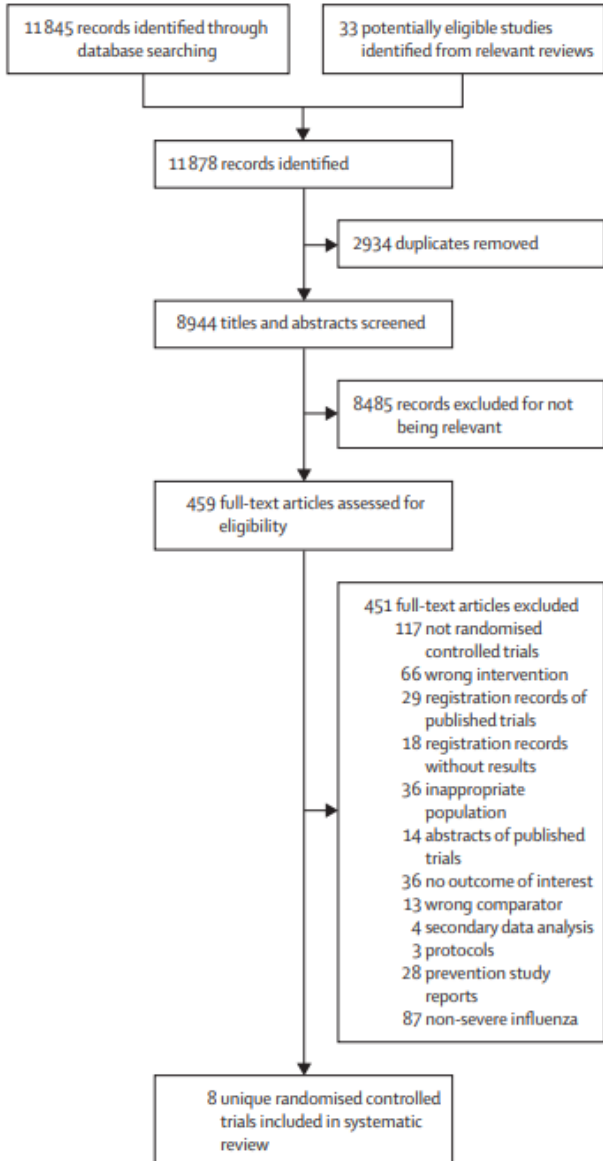 11 845 records identified through
database searching
33 potentially eligible studies
identified from relevant reviews
11 878 records identified
2934 duplicates removed
8944 titles and abstracts screened
8485 records excluded for not
being relevant
459 full-text articles assessed for
eligibility
451 full-text articles excluded
117 not randomised
controlled trials
66 wrong intervention
29 registration records of
published trials
18 registration records
without results
36 inappropriate
population
14 abstracts of published
trials
36 no outcome of interest
13 wrong comparator
4 secondary data analysis
3 protocols
28 prevention study
reports
87 non-severe influenza
8 unique randomised controlled
trials included in systematic
review